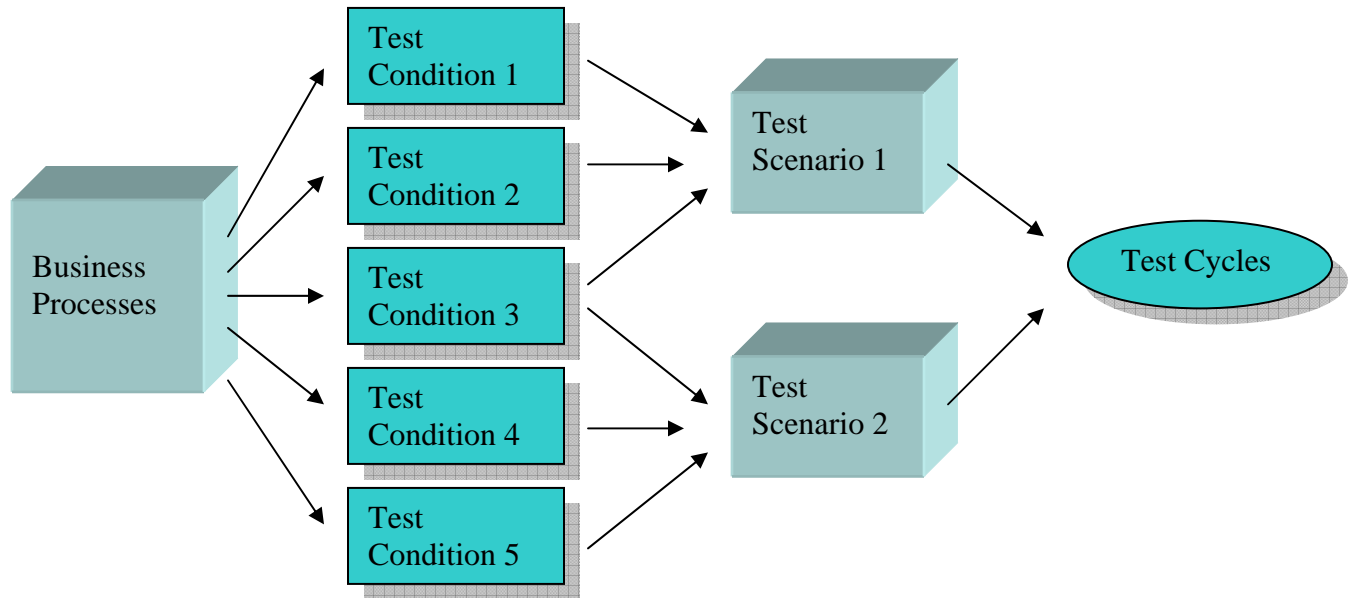 Business
Processes
Test
Condition 1
Test
Condition 2
Test
Condition 3
Test
Condition 4
Test
Condition 5
Test
Scenario 1
Test
Scenario 2
Test Cycles